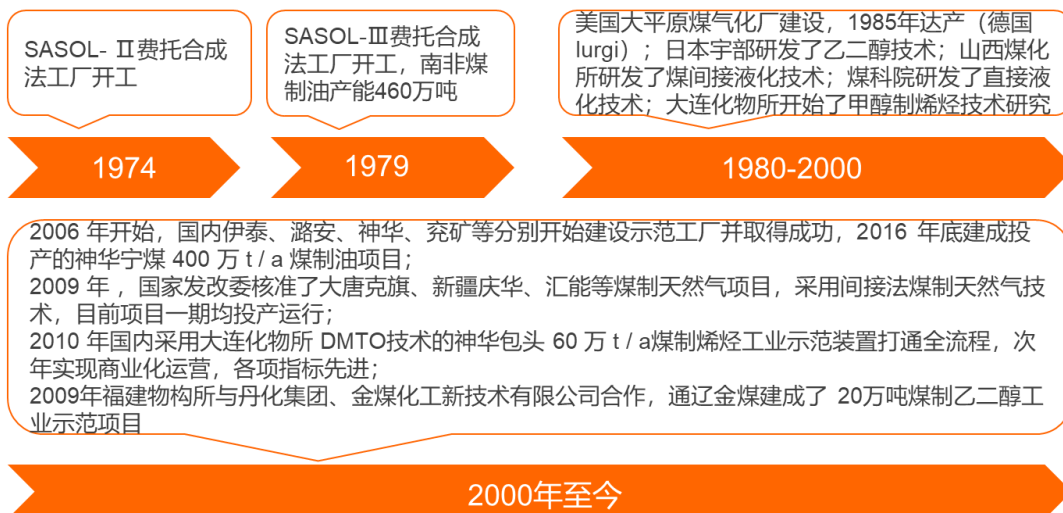 SASOL- Ⅱ费托合成
法工厂开工
1974
SASOL-Ⅲ费托合成
法工厂开工，南非煤
制油产能460万吨
1979
美国大平原煤气化厂建设，1985年达产（德国
lurgi）；日本宇部研发了乙二醇技术；山西煤化
所研发了煤间接液化技术；煤科院研发了直接液
化技术；大连化物所开始了甲醇制烯烃技术研究
1980-2000
2006 年开始，国内伊泰、潞安、神华、兖矿等分别开始建设示范工厂并取得成功，2016 年底建成投
产的神华宁煤 400 万 t / a 煤制油项目；
2009 年 ，国家发改委核准了大唐克旗、新疆庆华、汇能等煤制天然气项目，采用间接法煤制天然气技
术，目前项目一期均投产运行；
2010 年国内采用大连化物所 DMTO技术的神华包头 60 万 t / a煤制烯烃工业示范装置打通全流程，次
年实现商业化运营，各项指标先进；
2009年福建物构所与丹化集团、金煤化工新技术有限公司合作，通辽金煤建成了 20万吨煤制乙二醇工
业示范项目
2000年至今